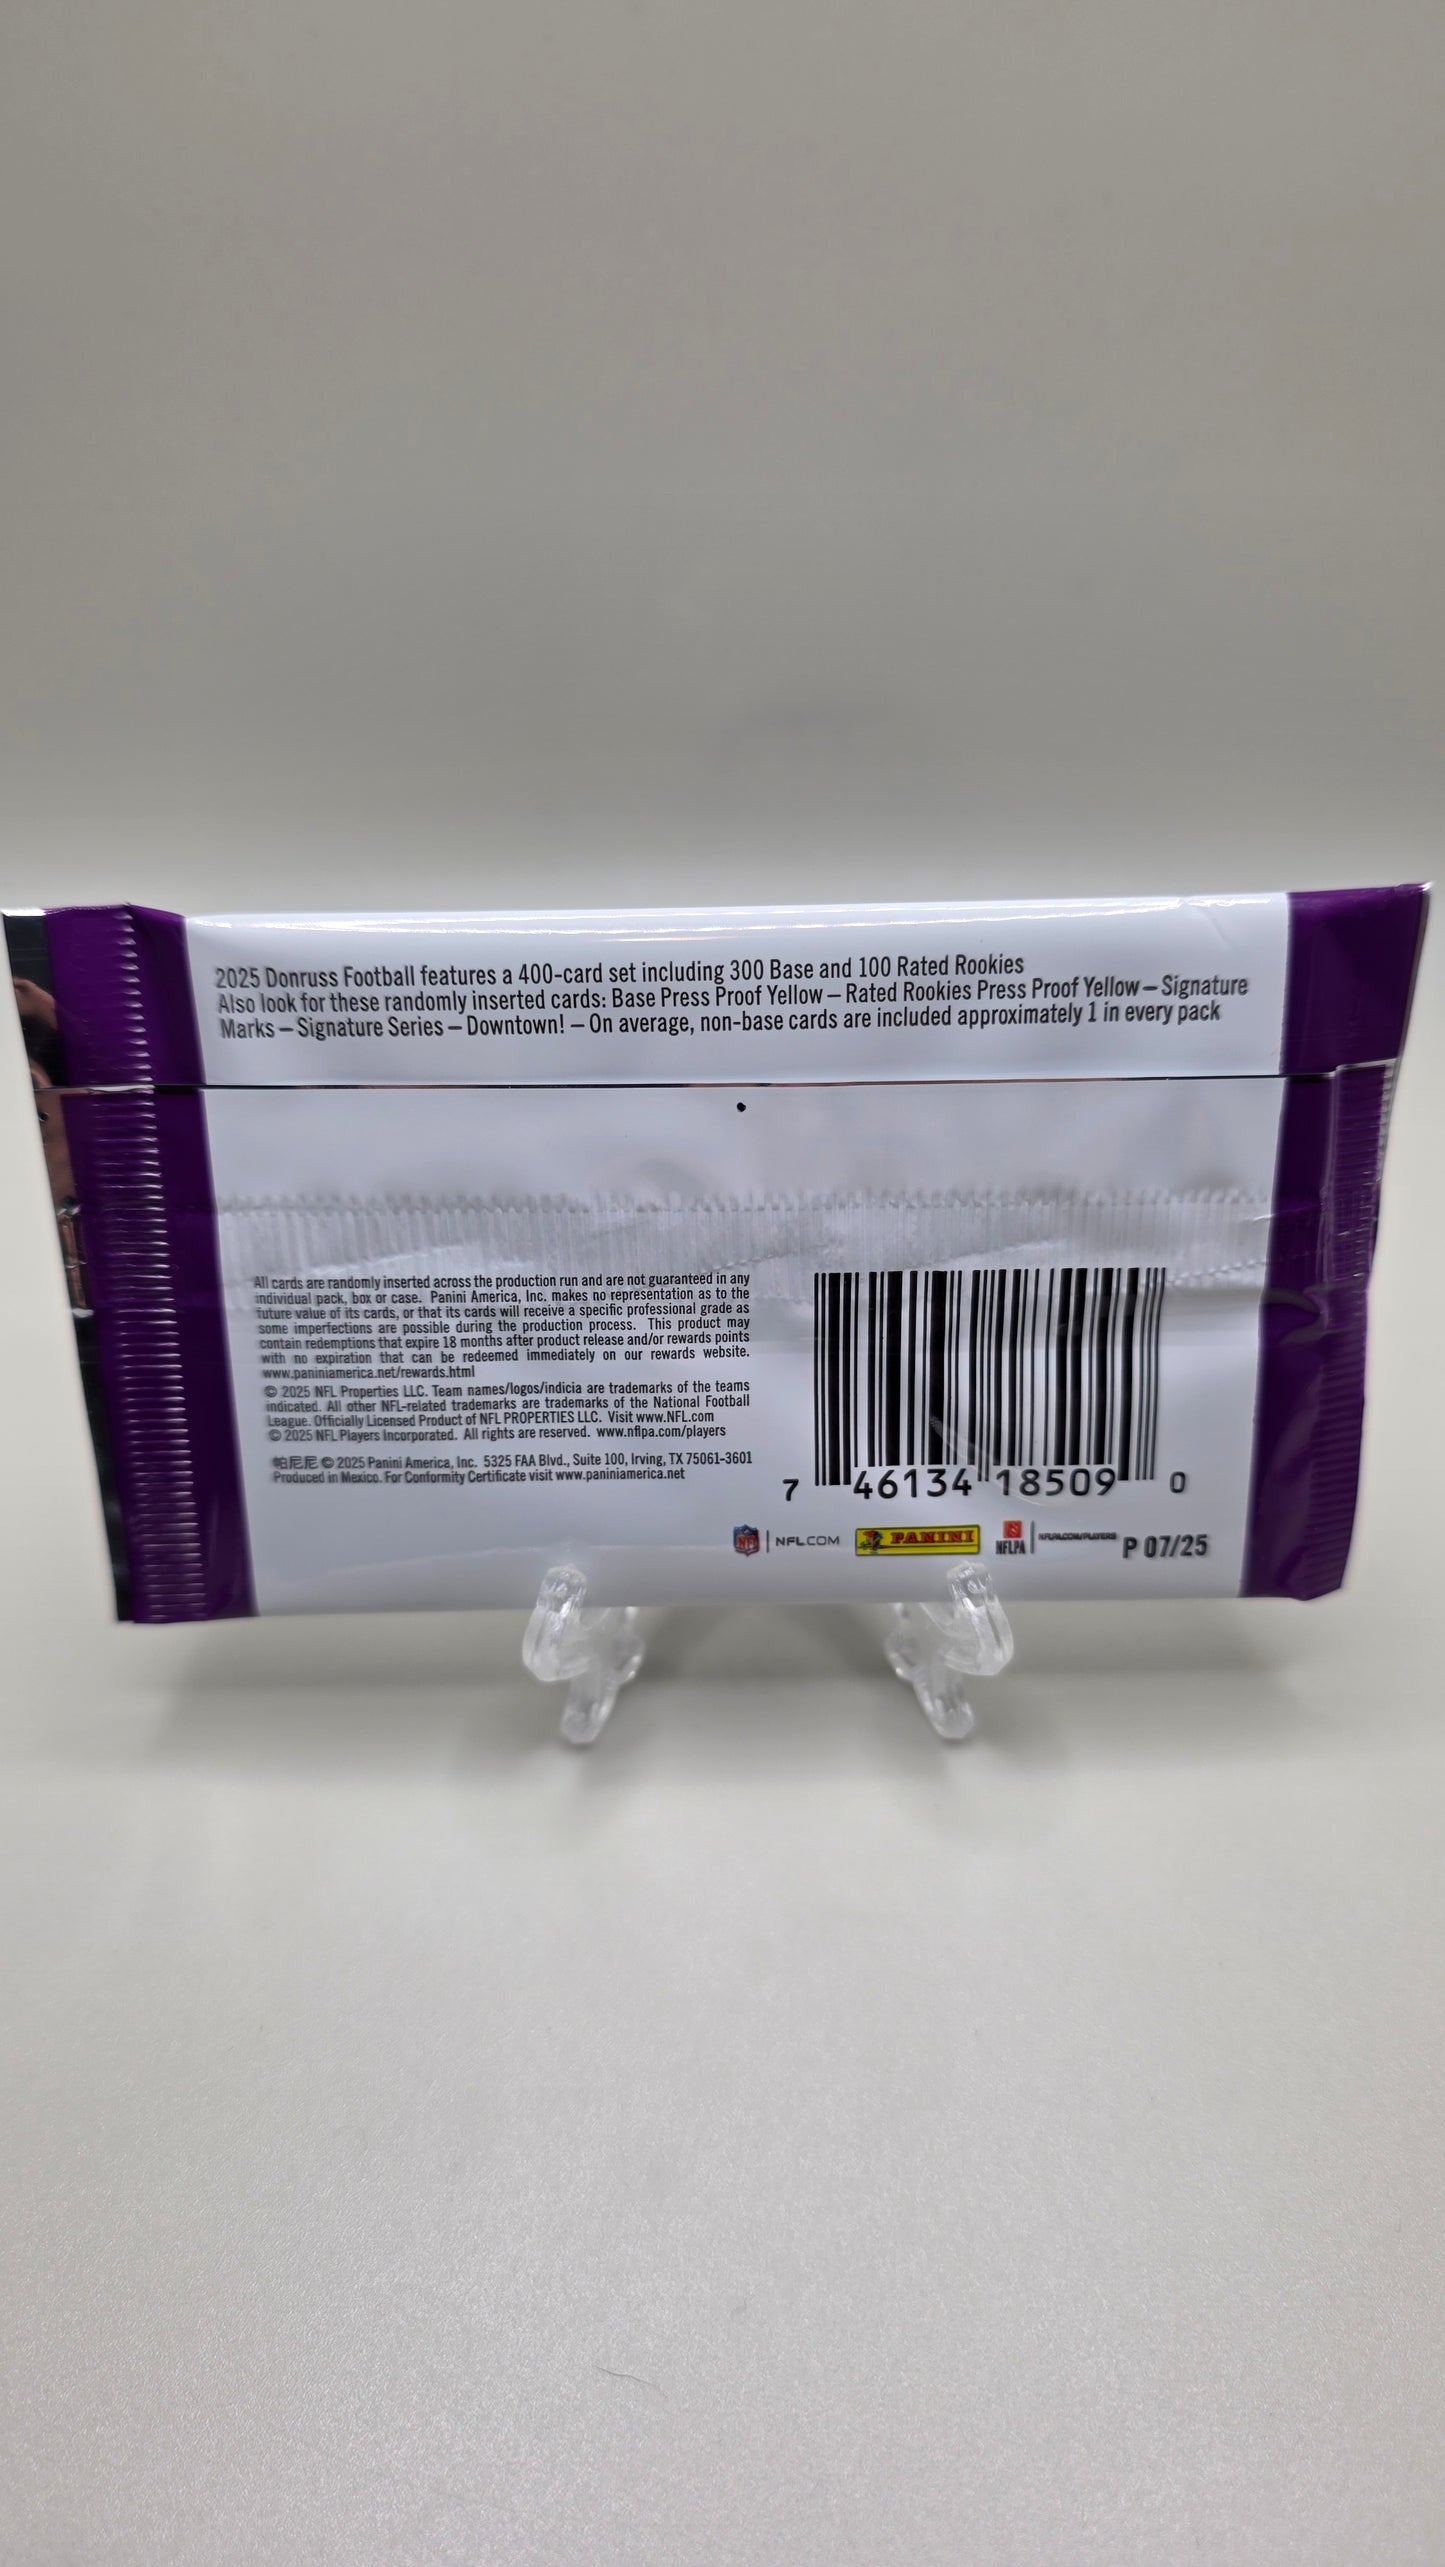 2025 Donruss Football features a 400-card set including 300 Base and 100 Rated Rookies
Also look for these randomly inserted cards: Base Press Proof Yellow – Rated Rookies Press Proof Yellow – Signature
Marks – Signature Series – Downtown! – On average, non-base cards are included approximately 1 in every pack
All cards are randomly inserted across the production run and are not guaranteed in any
individual pack, box or case. Panini America, Inc. makes no representation as to the
future value of its cards, or that its cards will receive a specific professional grade as
some imperfections are possible during the production process. This product may
contain redemptions that expire 18 months after product release and/or rewards points
with no expiration that can be redeemed immediately on our rewards website.
www.paniniamerica.net/rewards.html
© 2025 NFL Properties LLC. Team names/logos/indicia are trademarks of the teams
indicated. All other NFL-related trademarks are trademarks of the National Football
League. Officially Licensed Product of NFL PROPERTIES LLC. Visit www.NFL.com
© 2025 NFL Players Incorporated. All rights are reserved. www.nflpa.com/players
帕尼尼 © 2025 Panini America, Inc. 5325 FAA Blvd., Suite 100, Irving, TX 75061-3601
Produced in Mexico. For Conformity Certificate visit www.paniniamerica.net
7 46134 18509 0
NFL NFL.COM PANINI NFLPA NFLPA.COM/PLAYERS P 07/25